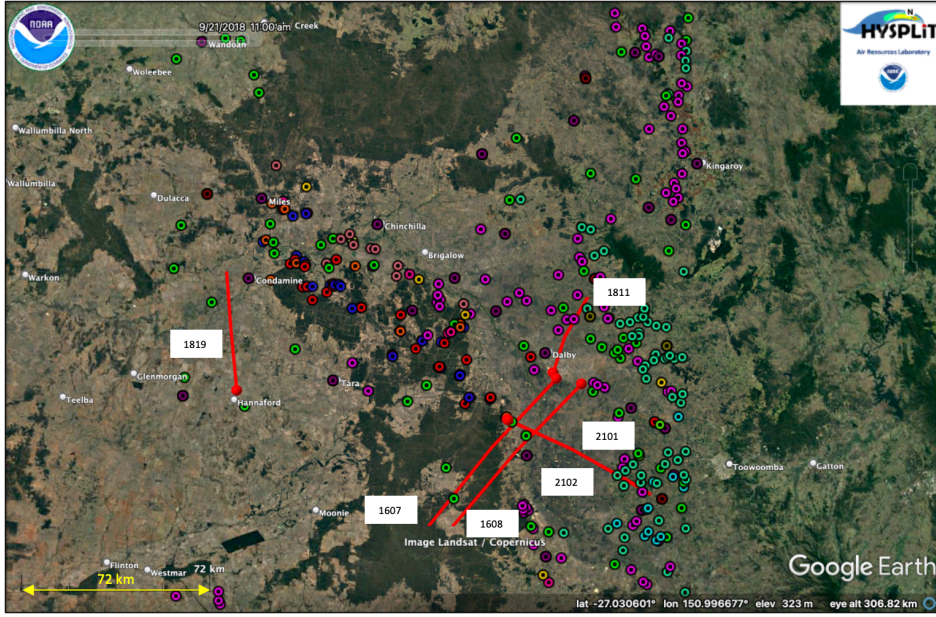 9/21/2018 11:00 am
Creek
NOAA
N
HYSPLIT
Air Resources Laboratory
Wandoan
Woleebee
Wallumbilla North
Kingaroy
Wallumbilla
Dulacca
Miles
Chinchilla
Brigalow
Warkon
Condamine
1811
1819
Dalby
Glenmorgan
Tara
Teelba
Hannaford
2101
Toowoomba
Gatton
2102
1607
1608
Moonie
Image Landsat / Copernicus
Flinton
Westmar
72 km
72 km
Google Earth
lat -27.030601° lon 150.996677° elev 323 m eye alt 306.82 km